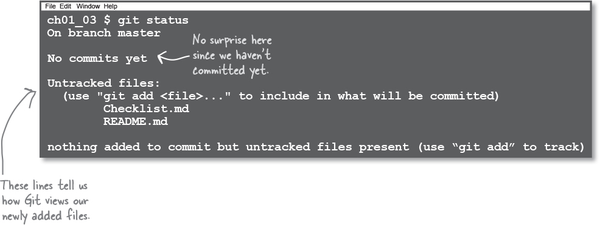 File Edit Window Help
ch01_03 $ git status
On branch master
No surprise here
since we haven't
committed yet.
No commits yet
Untracked files:
(use "git add <file>..." to include in what will be committed)
Checklist.md
README.md
nothing added to commit but untracked files present (use “git add” to track)
These lines tell us
how Git views our
newly added files.